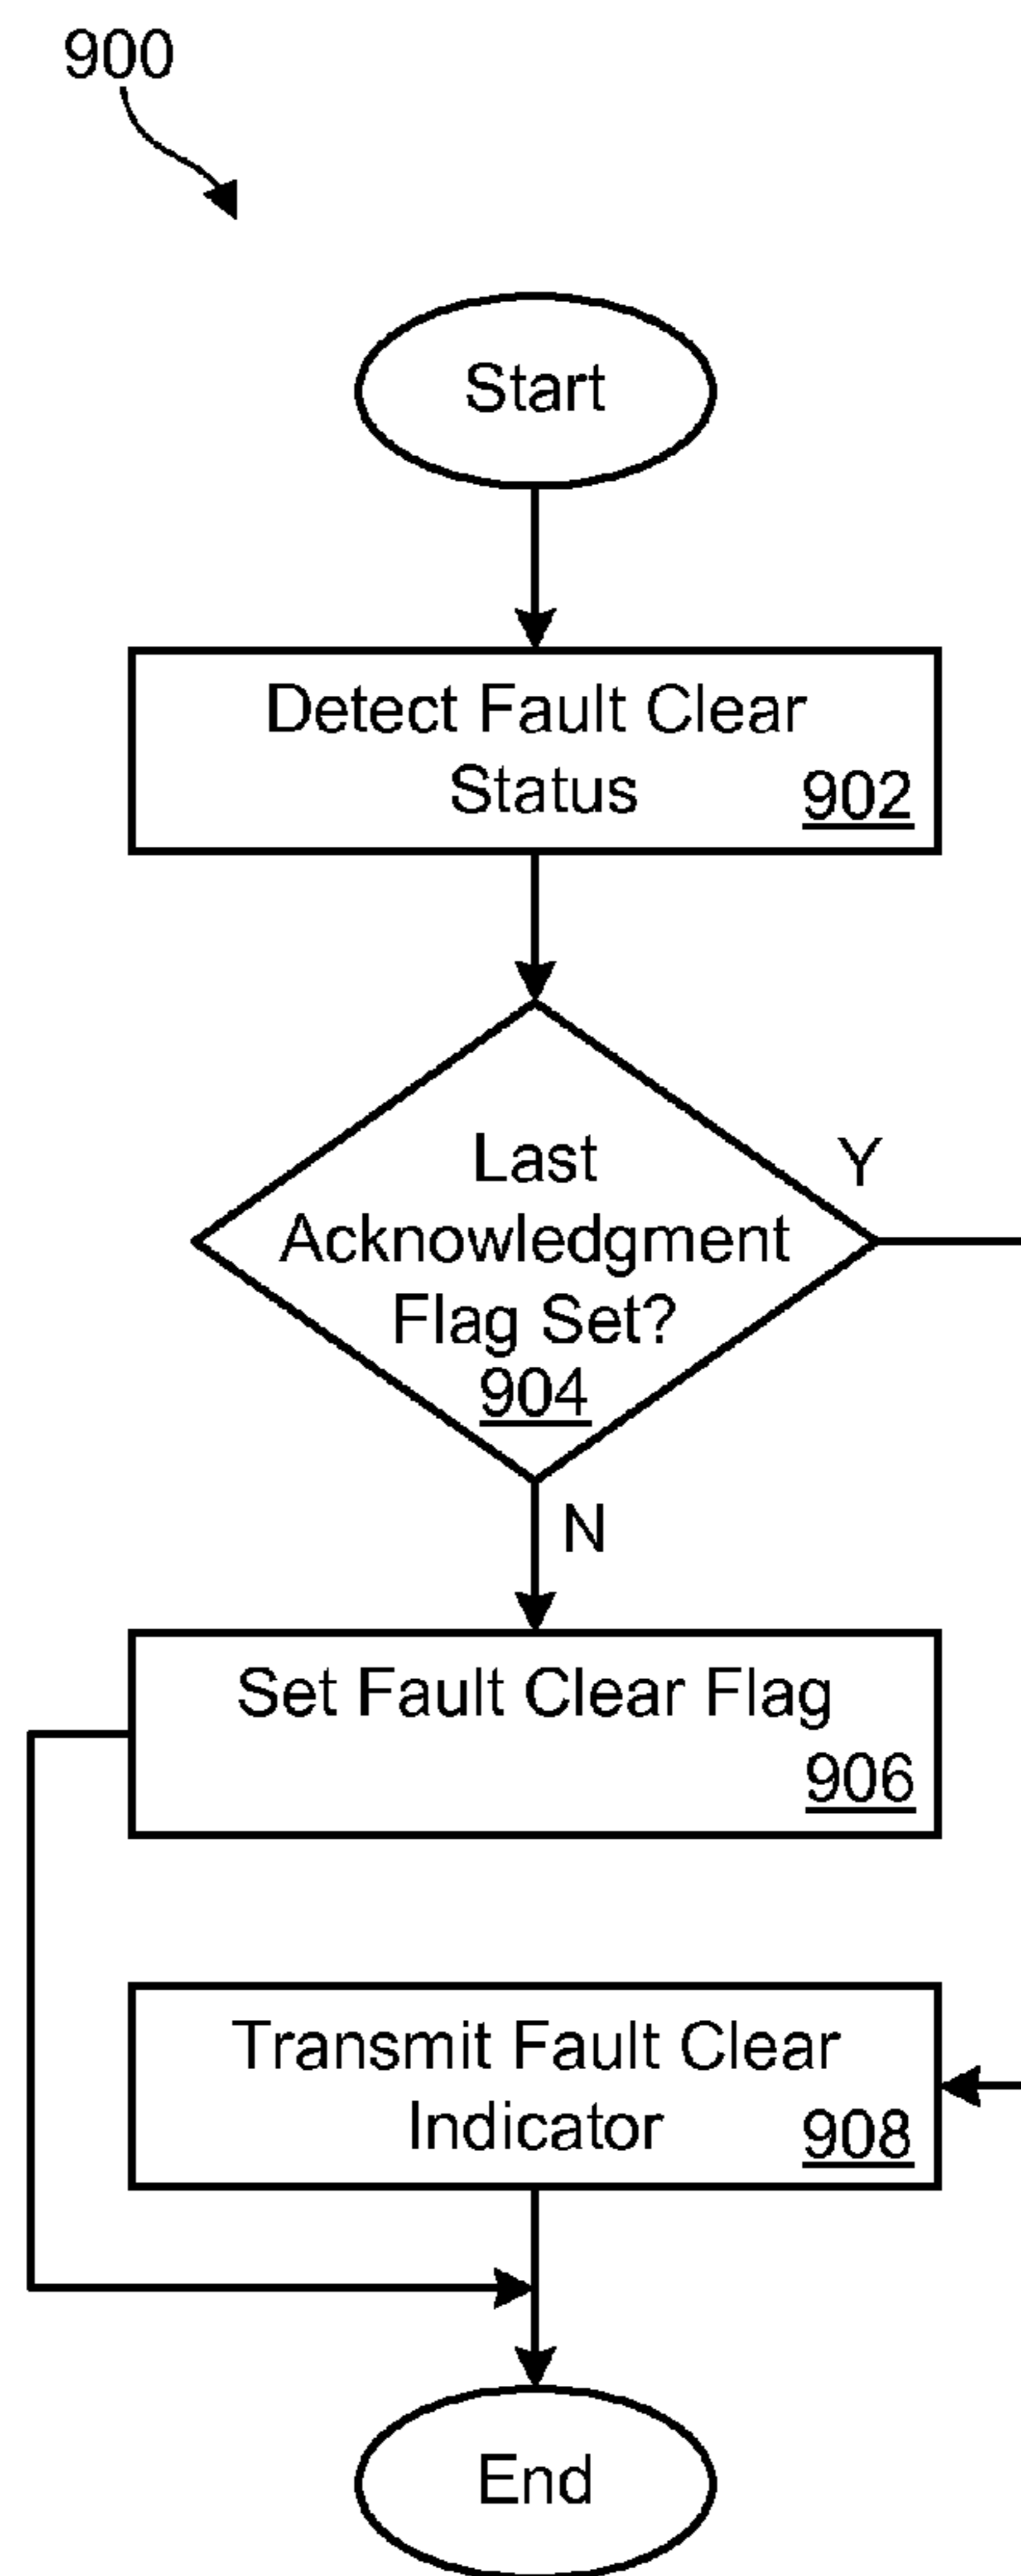 900
Start
Detect Fault Clear
Status 902
Last
Acknowledgment
Flag Set?
904
Y
N
Set Fault Clear Flag
906
Transmit Fault Clear
Indicator 908
End